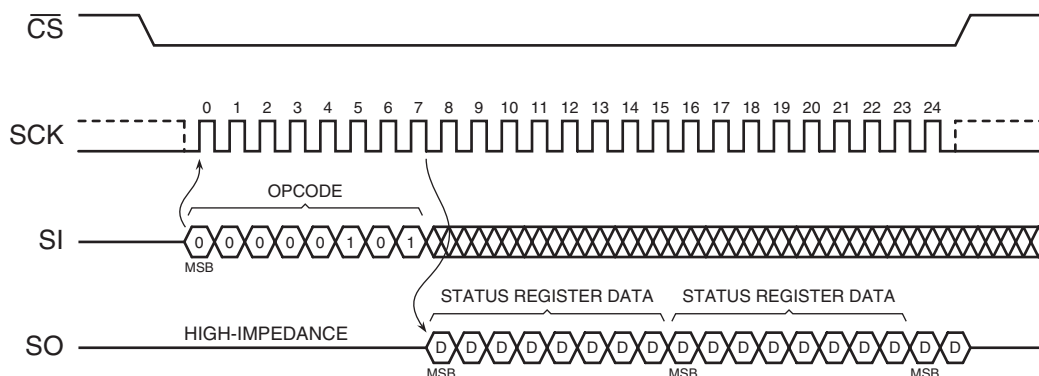 CS
0 1 2 3 4 5 6 7 8 9 10 11 12 13 14 15 16 17 18 19 20 21 22 23 24
SCK
OPCODE
SI 0 0 0 0 0 1 0 1
MSB
STATUS REGISTER DATA STATUS REGISTER DATA
HIGH-IMPEDANCE
SO D D D D D D D D D D D D D D D D D D
MSB MSB MSB